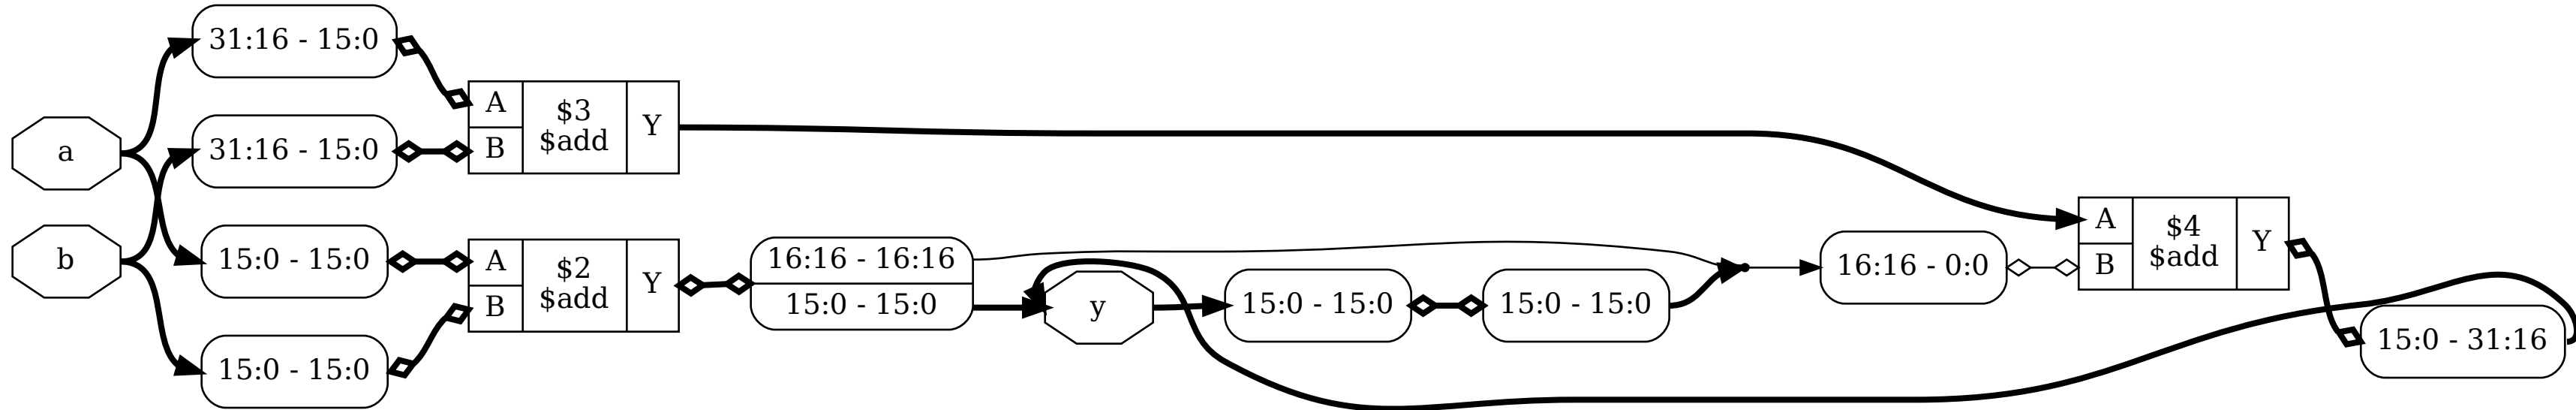 31:16 - 15:0
31:16 - 15:0
a
b
15:0 - 15:0
15:0 - 15:0
A
B
$3
$add
Y
A
B
$2
$add
Y
16:16 - 16:16
15:0 - 15:0
y
15:0 - 15:0
15:0 - 15:0
16:16 - 0:0
A
B
$4
$add
Y
15:0 - 31:16